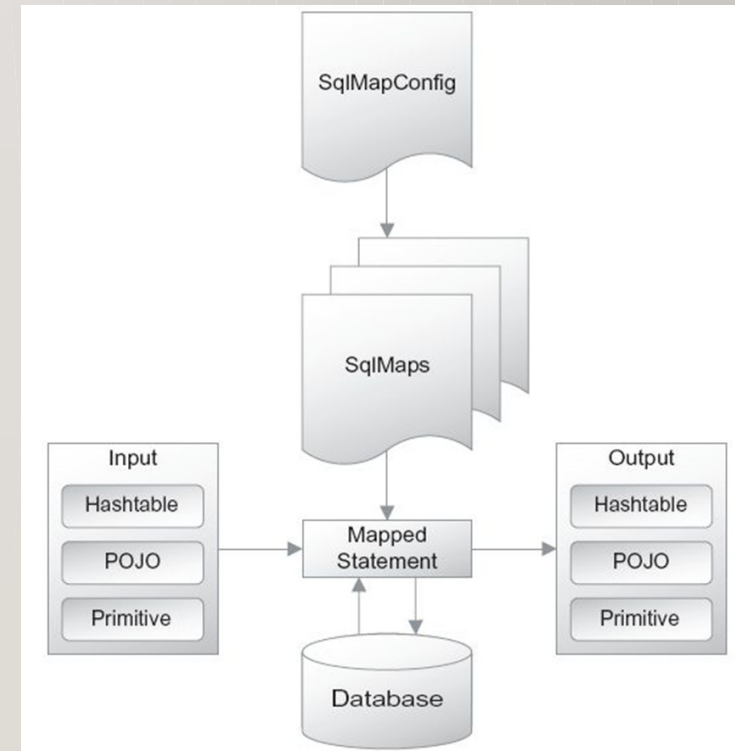 SqlMapConfig
SqlMaps
Input
Hashtable
POJO
Primitive
Mapped
Statement
Output
Hashtable
POJO
Primitive
Database